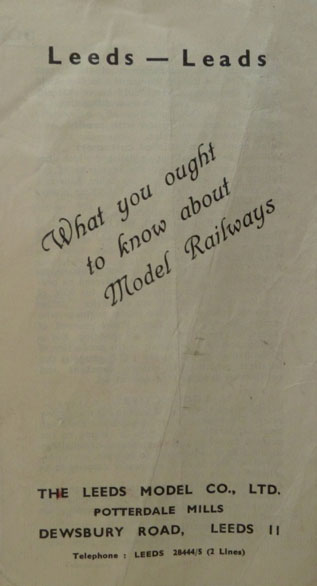 Leeds — Leads
What you ought
to know about
Model Railways
THE LEEDS MODEL CO., LTD.
POTTERDALE MILLS
DEWSBURY ROAD, LEEDS 11
Telephone : LEEDS 28444/5 (2 Lines)